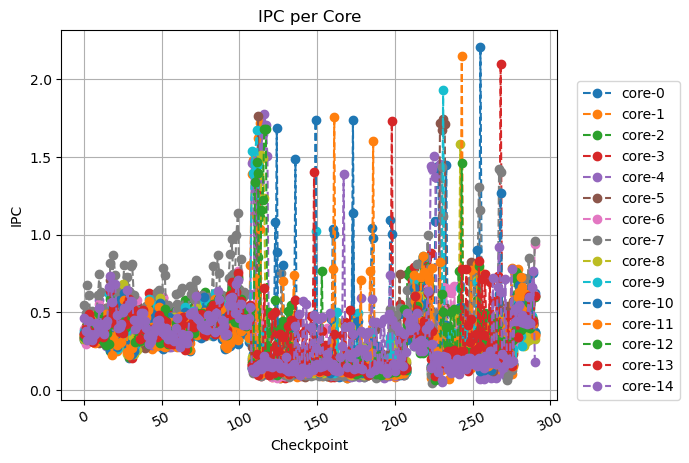 IPC per Core
IPC
2.0
1.5
1.0
0.5
0.0
0
50
100
150
200
250
300
Checkpoint
core-0
core-1
core-2
core-3
core-4
core-5
core-6
core-7
core-8
core-9
core-10
core-11
core-12
core-13
core-14